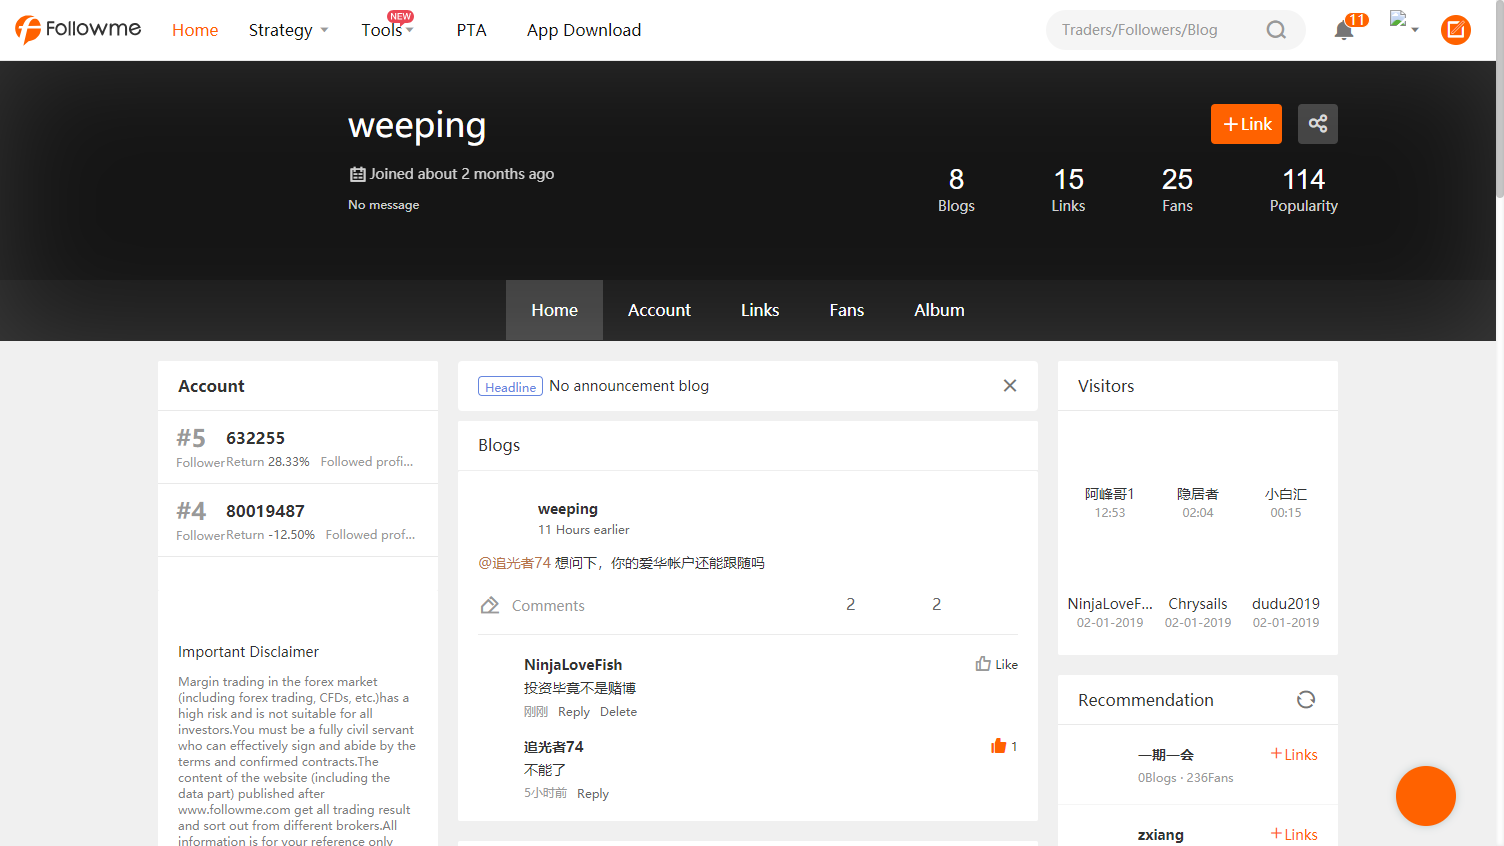 Followme
Home
Strategy
Tools
NEW
PTA
App Download
Traders/Followers/Blog
11
weeping
+Link
Joined about 2 months ago
No message
8
Blogs
15
Links
25
Fans
114
Popularity
Home
Account
Links
Fans
Album
Account
#5
632255
Follower Return 28.33% Followed profi...
#4
80019487
Follower Return -12.50% Followed prof...
Important Disclaimer
Margin trading in the forex market
(including forex trading, CFDs, etc.)has a
high risk and is not suitable for all
investors.You must be a fully civil servant
who can effectively sign and abide by the
terms and confirmed contracts.The
content of the website (including the
data part) published after
www.followme.com get all trading result
and sort out from different brokers.All
information is for your reference only
Headline No announcement blog
Blogs
weeping
11 Hours earlier
@追光者74 想问下，你的爱华帐户还能跟随吗
Comments
2
2
NinjaLoveFish
Like
投资毕竟不是赌博
刚刚 Reply Delete
追光者74
1
不能了
5小时前 Reply
Visitors
阿峰哥1
12:53
隐居者
02:04
小白汇
00:15
NinjaLoveF...
02-01-2019
Chrysails
02-01-2019
dudu2019
02-01-2019
Recommendation
一期一会
+Links
0Blogs · 236Fans
zxiang
+Links